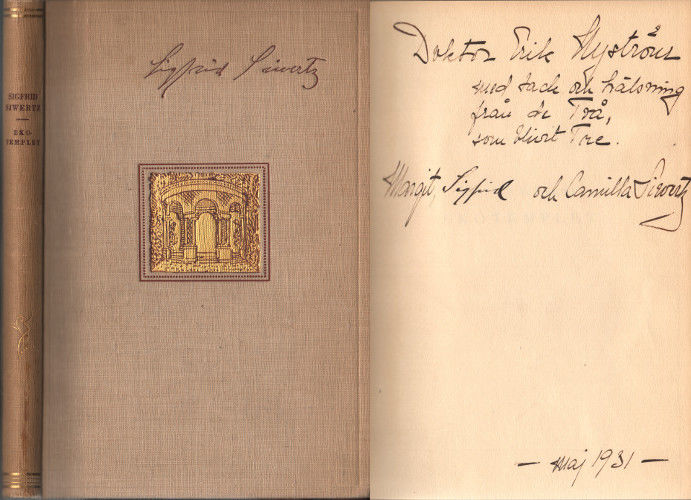 SIGFRID
SIWERTZ
EKO-
TEMPLET
Sigfrid Siwertz
Doktor Erik Nyström
med tack och hälsning
från de Två,
som blivit Tre.
Margit, Sigfrid och Camilla Siwertz
— maj 1931 —